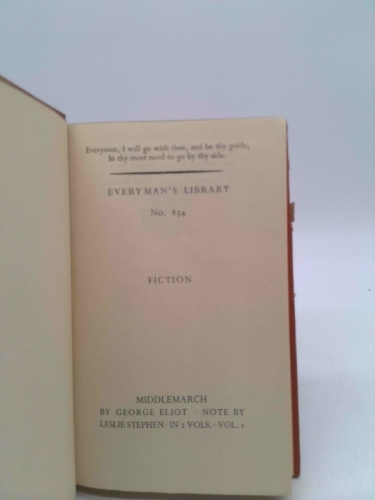 Everyman, I will go with thee, and be thy guide,
In thy most need to go by thy side.
EVERYMAN'S LIBRARY
No. 854
FICTION
MIDDLEMARCH
BY GEORGE ELIOT · NOTE BY
LESLIE STEPHEN · IN 2 VOLS. · VOL. 1